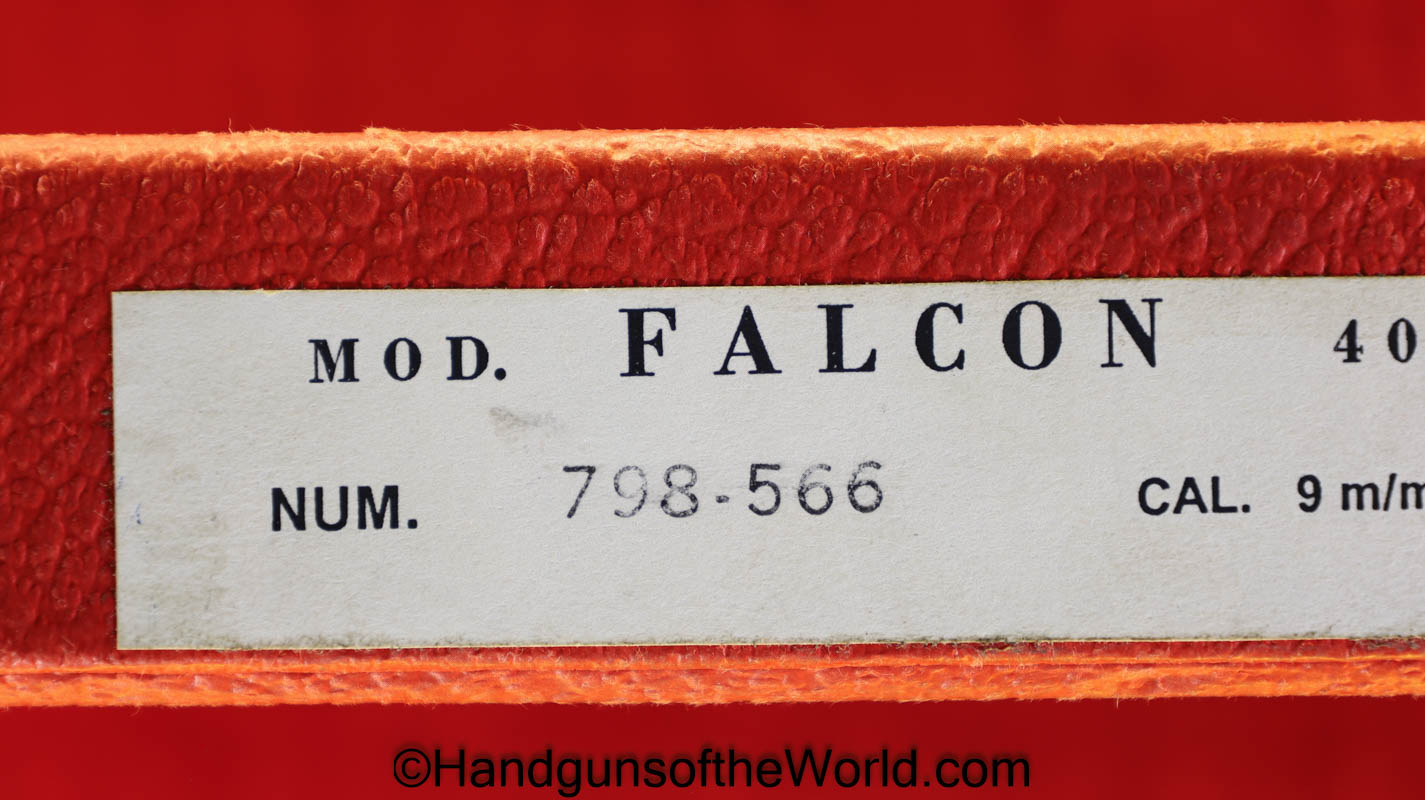 MOD. FALCON 40
NUM. 798-566 CAL. 9 m/m
©HandgunsoftheWorld.com